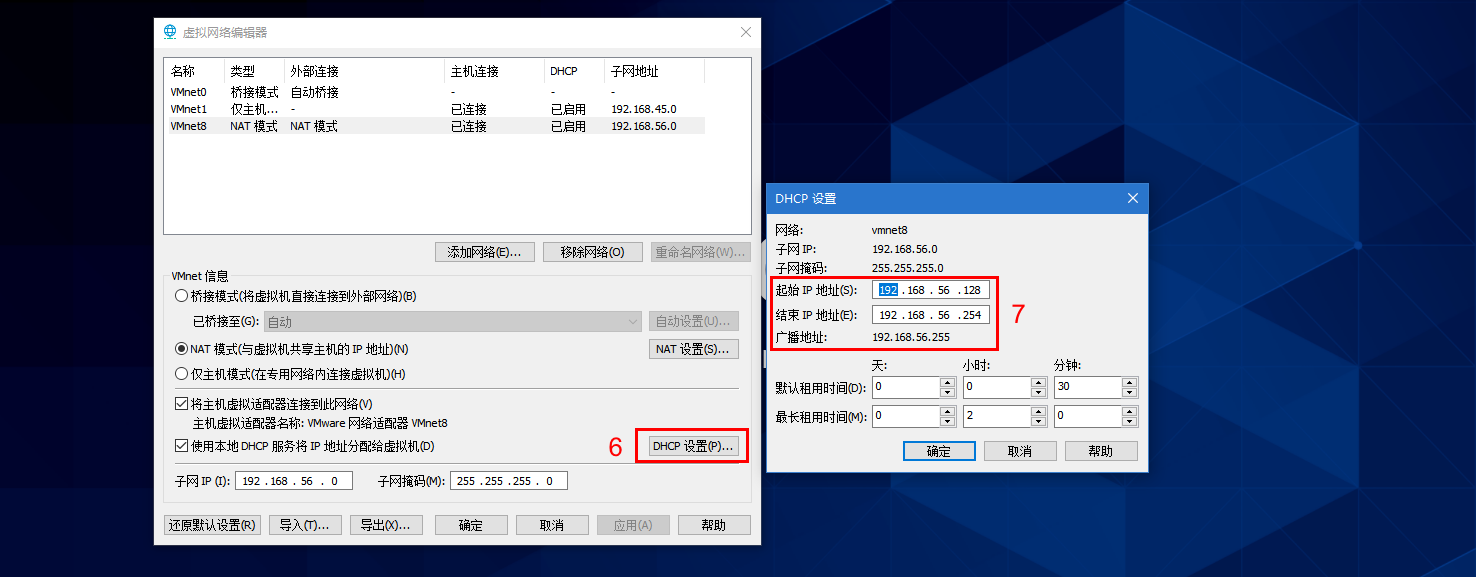 虚拟网络编辑器
名称 类型 外部连接 主机连接 DHCP 子网地址
VMnet0 桥接模式 自动桥接 - - -
VMnet1 仅主机... - 已连接 已启用 192.168.45.0
VMnet8 NAT 模式 NAT 模式 已连接 已启用 192.168.56.0
添加网络(E)... 移除网络(O) 重命名网络(W)...
VMnet 信息
桥接模式(将虚拟机直接连接到外部网络)(B)
已桥接至(G): 自动 自动设置(U)...
NAT 模式(与虚拟机共享主机的 IP 地址)(N) NAT 设置(S)...
仅主机模式(在专用网络内连接虚拟机)(H)
将主机虚拟适配器连接到此网络(V)
主机虚拟适配器名称: VMware 网络适配器 VMnet8
使用本地 DHCP 服务将 IP 地址分配给虚拟机(D) 6 DHCP 设置(P)...
子网 IP (I): 192 . 168 . 56 . 0 子网掩码(M): 255 . 255 . 255 . 0
还原默认设置(R) 导入(T)... 导出(X)... 确定 取消 应用(A) 帮助
DHCP 设置
网络: vmnet8
子网 IP: 192.168.56.0
子网掩码: 255.255.255.0
起始 IP 地址(S): 192 . 168 . 56 . 128
7
结束 IP 地址(E): 192 . 168 . 56 . 254
广播地址: 192.168.56.255
天: 小时: 分钟:
默认租用时间(D): 0 0 30
最长租用时间(M): 0 2 0
确定 取消 帮助